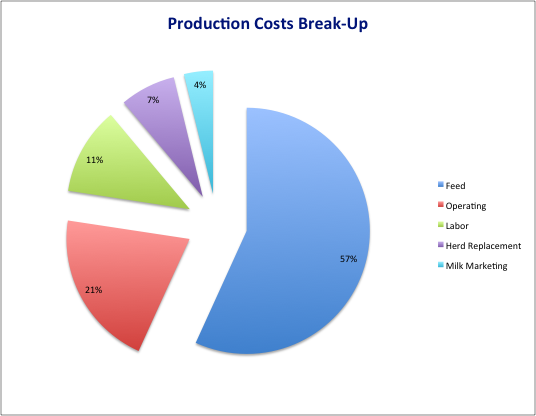 Production Costs Break-Up
4%
7%
11%
57%
21%
Feed
Operating
Labor
Herd Replacement
Milk Marketing